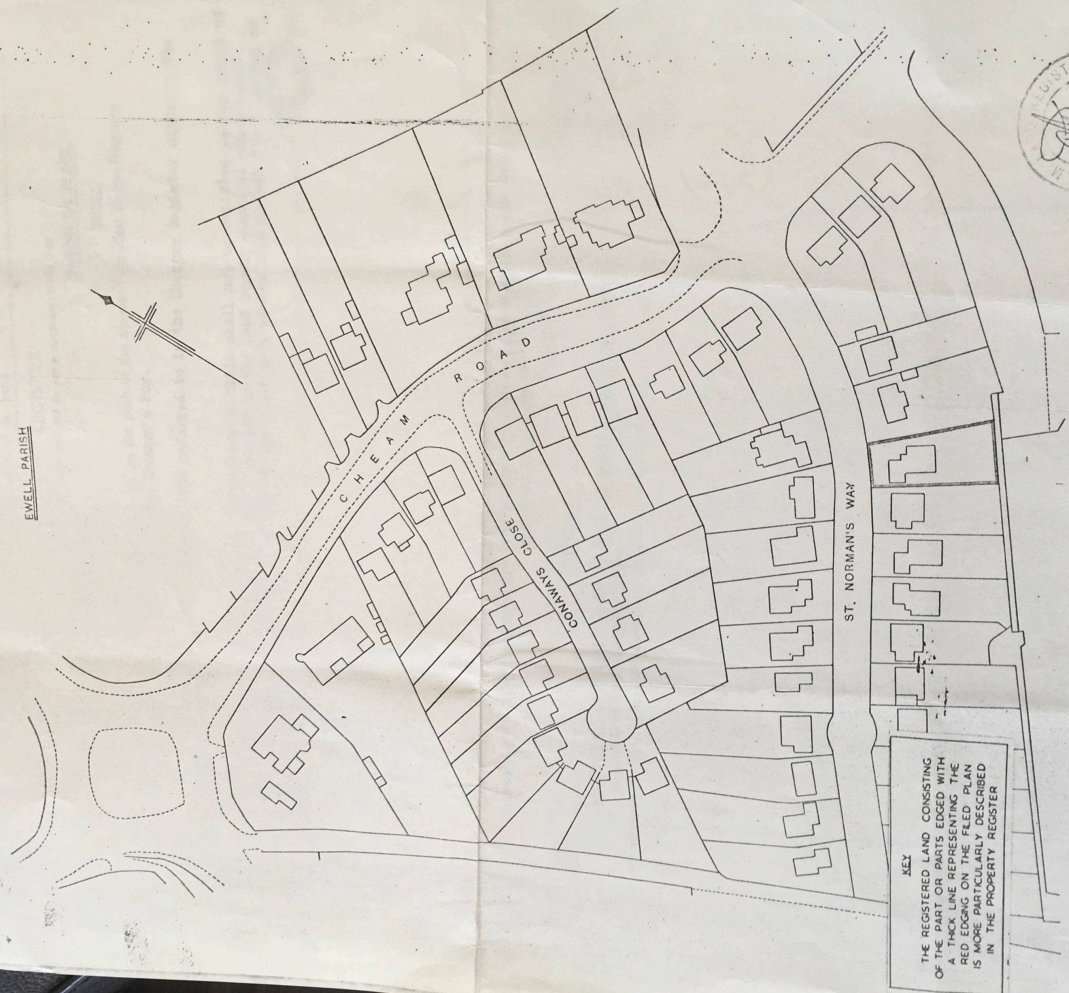 EWELL PARISH
CHEAM ROAD
CONAWAYS CLOSE
ST. NORMAN'S WAY
KEY
THE REGISTERED LAND CONSISTING
OF THE PART OR PARTS EDGED WITH
A THICK LINE REPRESENTING THE
RED EDGING ON THE FILED PLAN
IS MORE PARTICULARLY DESCRIBED
IN THE PROPERTY REGISTER